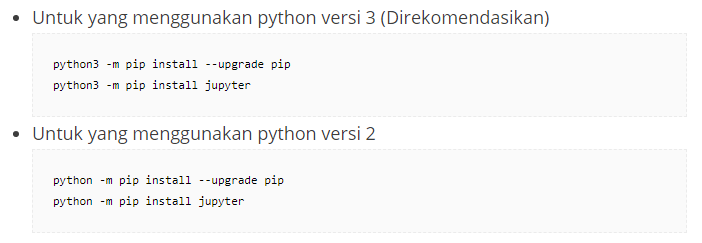 Untuk yang menggunakan python versi 3 (Direkomendasikan)
python3 -m pip install --upgrade pip
python3 -m pip install jupyter
Untuk yang menggunakan python versi 2
python -m pip install --upgrade pip
python -m pip install jupyter